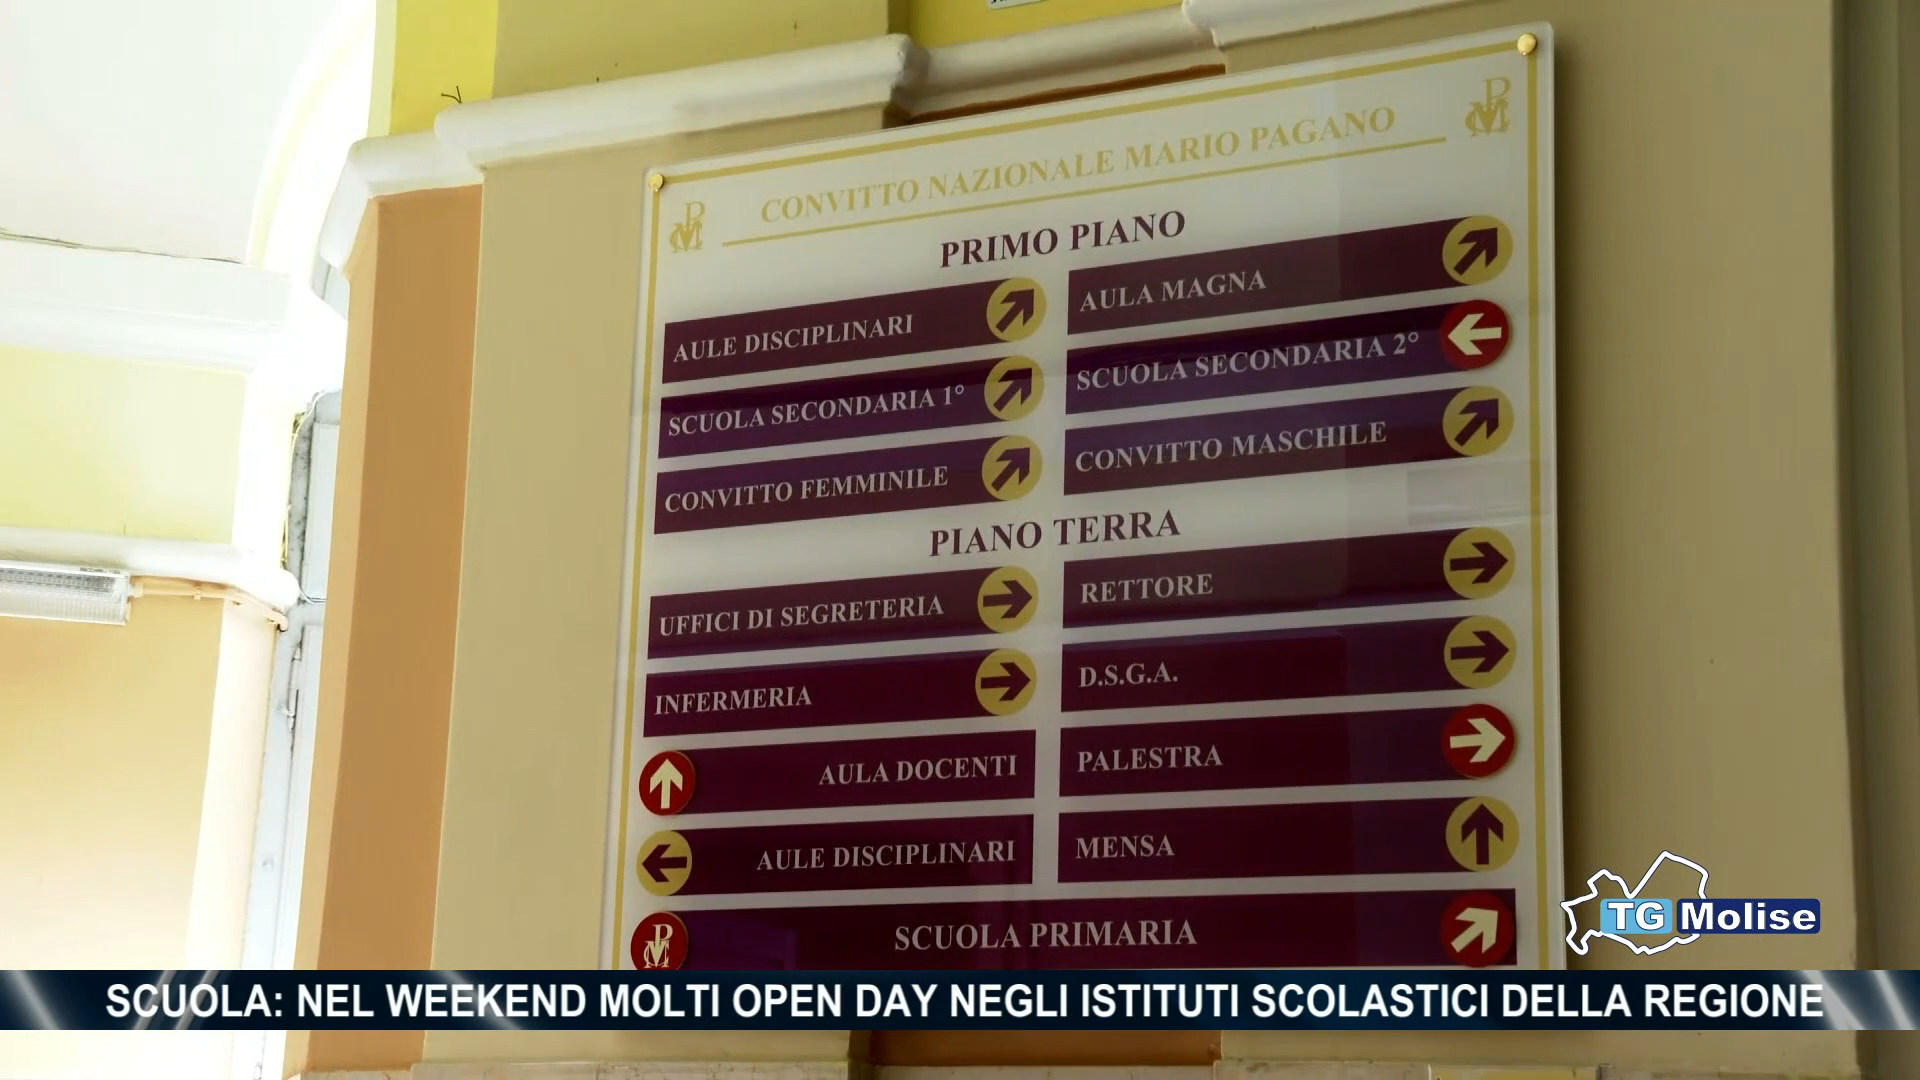 CONVITTO NAZIONALE MARIO PAGANO
PRIMO PIANO
AULE DISCIPLINARI
AULA MAGNA
SCUOLA SECONDARIA 1°
SCUOLA SECONDARIA 2°
CONVITTO FEMMINILE
CONVITTO MASCHILE
PIANO TERRA
UFFICI DI SEGRETERIA
RETTORE
INFERMERIA
D.S.G.A.
AULA DOCENTI
PALESTRA
AULE DISCIPLINARI
MENSA
SCUOLA PRIMARIA
TG Molise
SCUOLA: NEL WEEKEND MOLTI OPEN DAY NEGLI ISTITUTI SCOLASTICI DELLA REGIONE